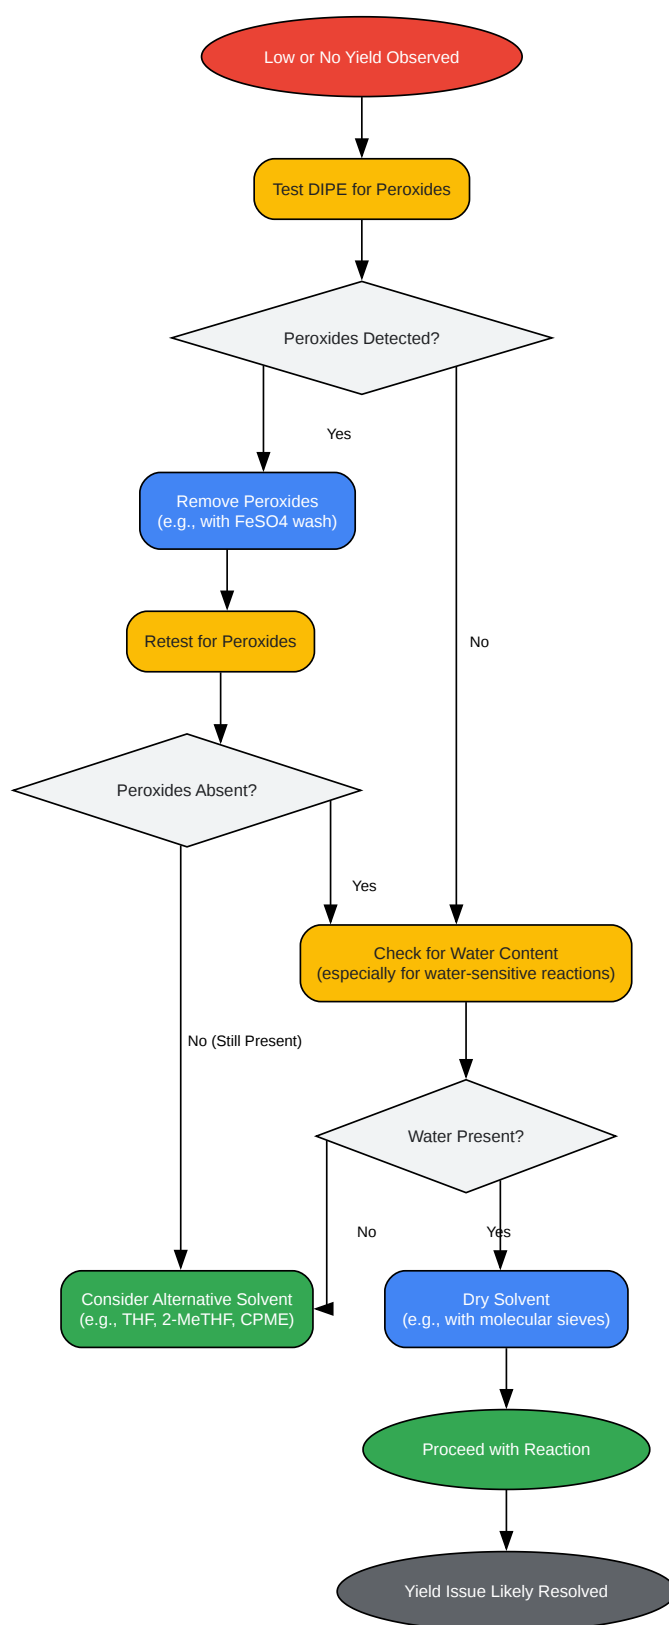 Low or No Yield Observed
Test DIPE for Peroxides
Peroxides Detected?
Yes
Remove Peroxides
(e.g., with FeSO4 wash)
Retest for Peroxides
No
Peroxides Absent?
Yes
Check for Water Content
(especially for water-sensitive reactions)
No (Still Present)
Water Present?
No
Yes
Consider Alternative Solvent
(e.g., THF, 2-MeTHF, CPME)
Dry Solvent
(e.g., with molecular sieves)
Proceed with Reaction
Yield Issue Likely Resolved